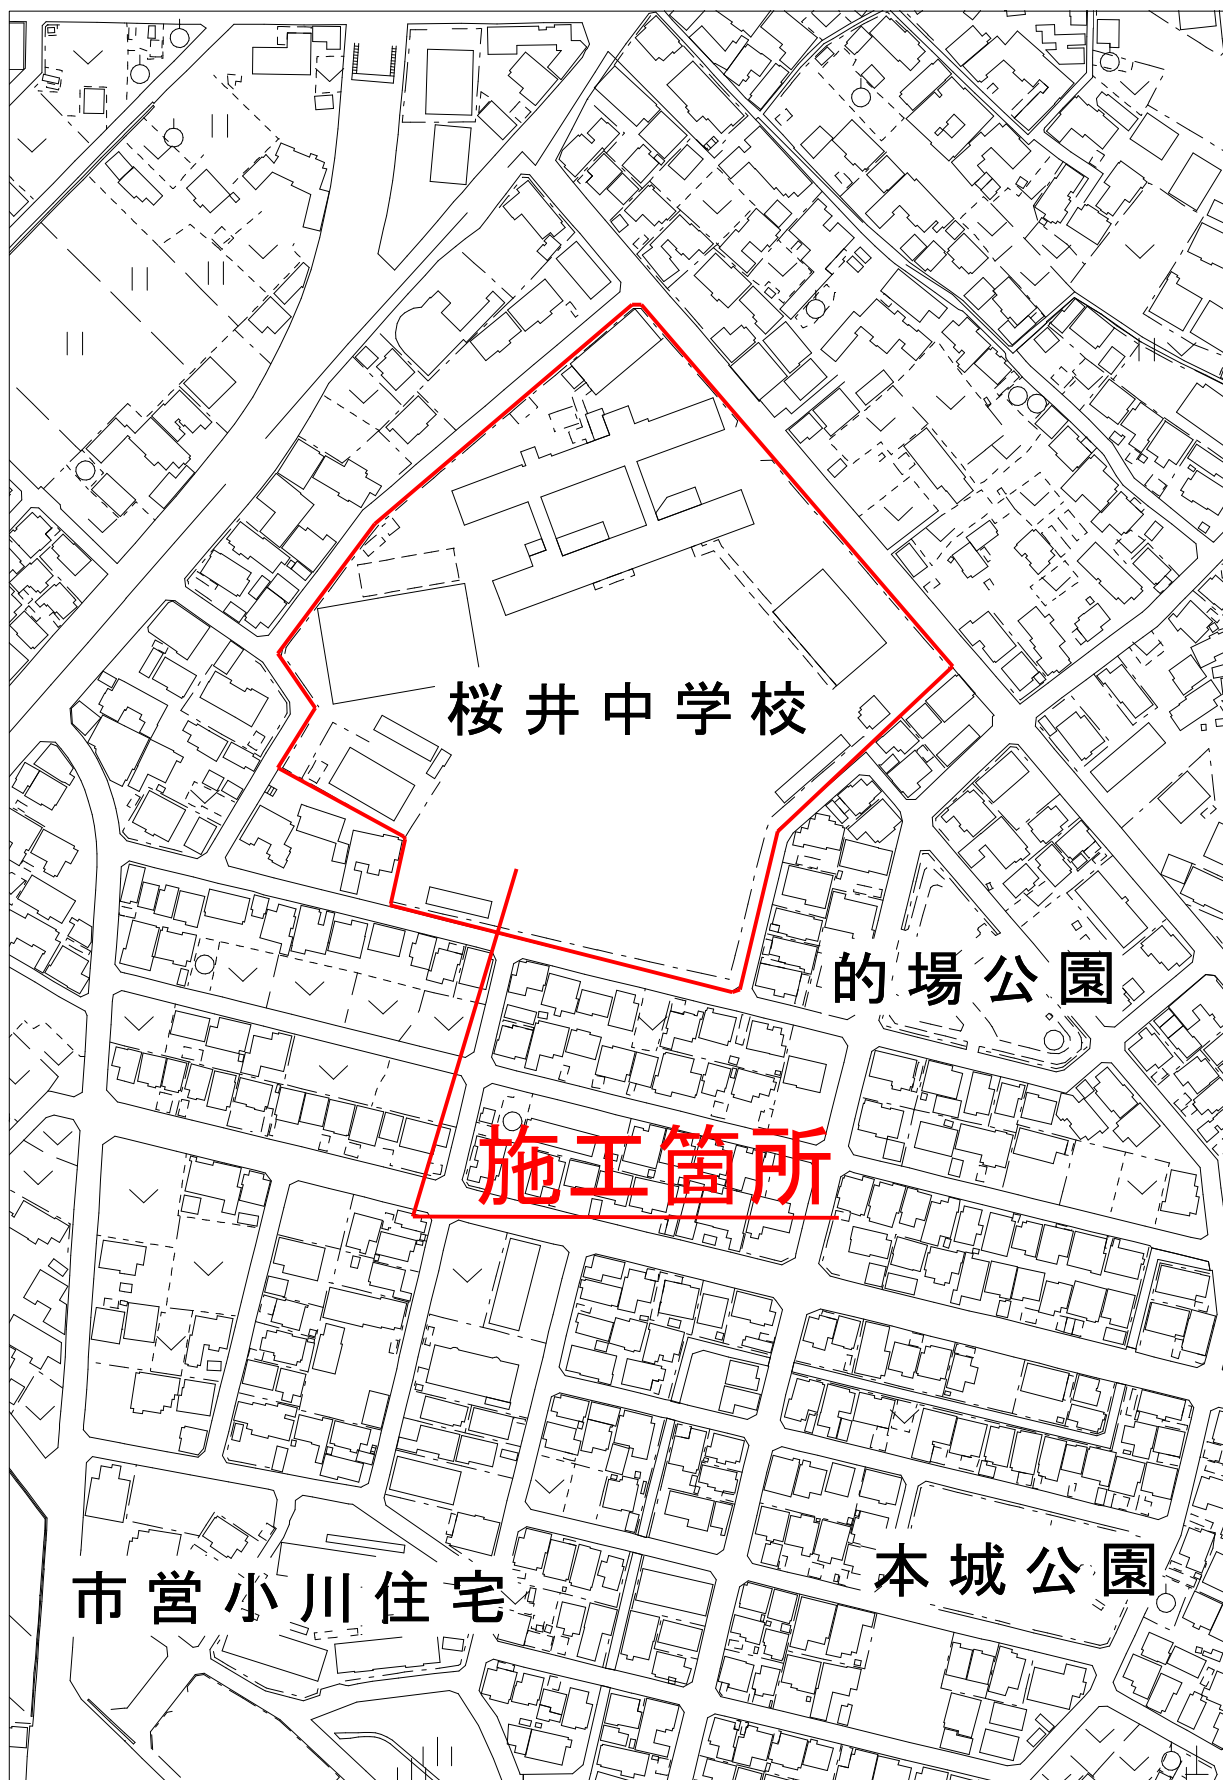 桜井中学校
的場公園
施工箇所
本城公園
市営小川住宅